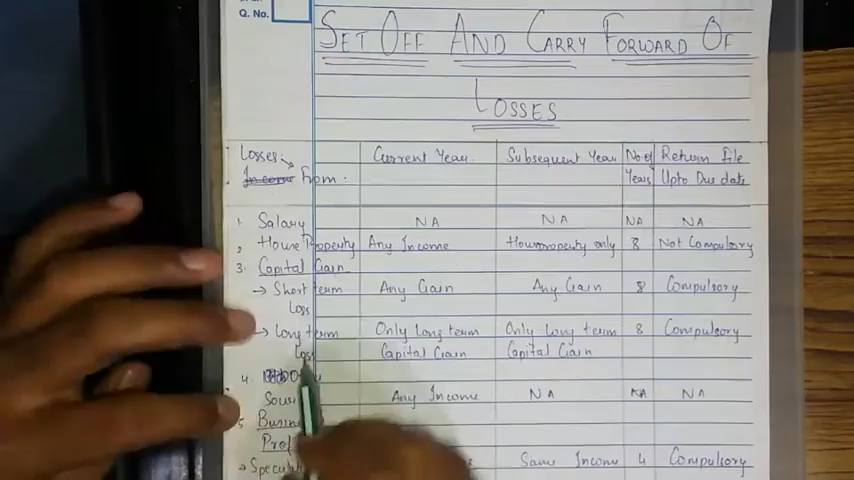 Q. No.
SET OFF AND CARRY FORWARD OF
LOSSES
Losses: Current Year Subsequent Year No. of Return File
From: Years Upto Due date
1. Salary NA NA NA NA
2 House Property Any Income House property only 8 Not Compulsory
3. Capital Gain
→ Short term Any Gain Any Gain 8 Compulsory
Loss
→ Long term Only Long term Only Long term 8 Compulsory
Loss Capital Gain Capital Gain
4.
Sour Any Income NA NA NA
5 Busin
Prof
→ Specula Same Income 4 Compulsory